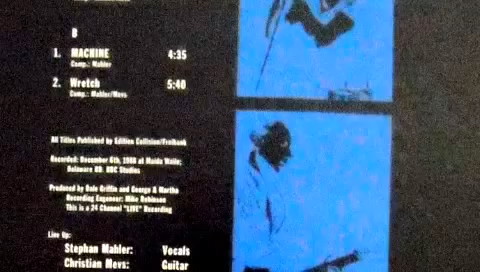 B
1. MACHINE 4:35
Comp.: Mahler
2. Wretch 5:40
Comp.: Mahler/Mevs
All Titles Published by Edition Collision/Freibank
Recorded: December 6th, 1988 at Maida Vale;
Delaware RD. BBC Studios
Produced by Dale Griffin and George & Martha
Recording Engeneer: Mike Robinson
This is a 24 Channel "LIVE" Recording
Line Up:
Stephan Mahler: Vocals
Christian Mevs: Guitar